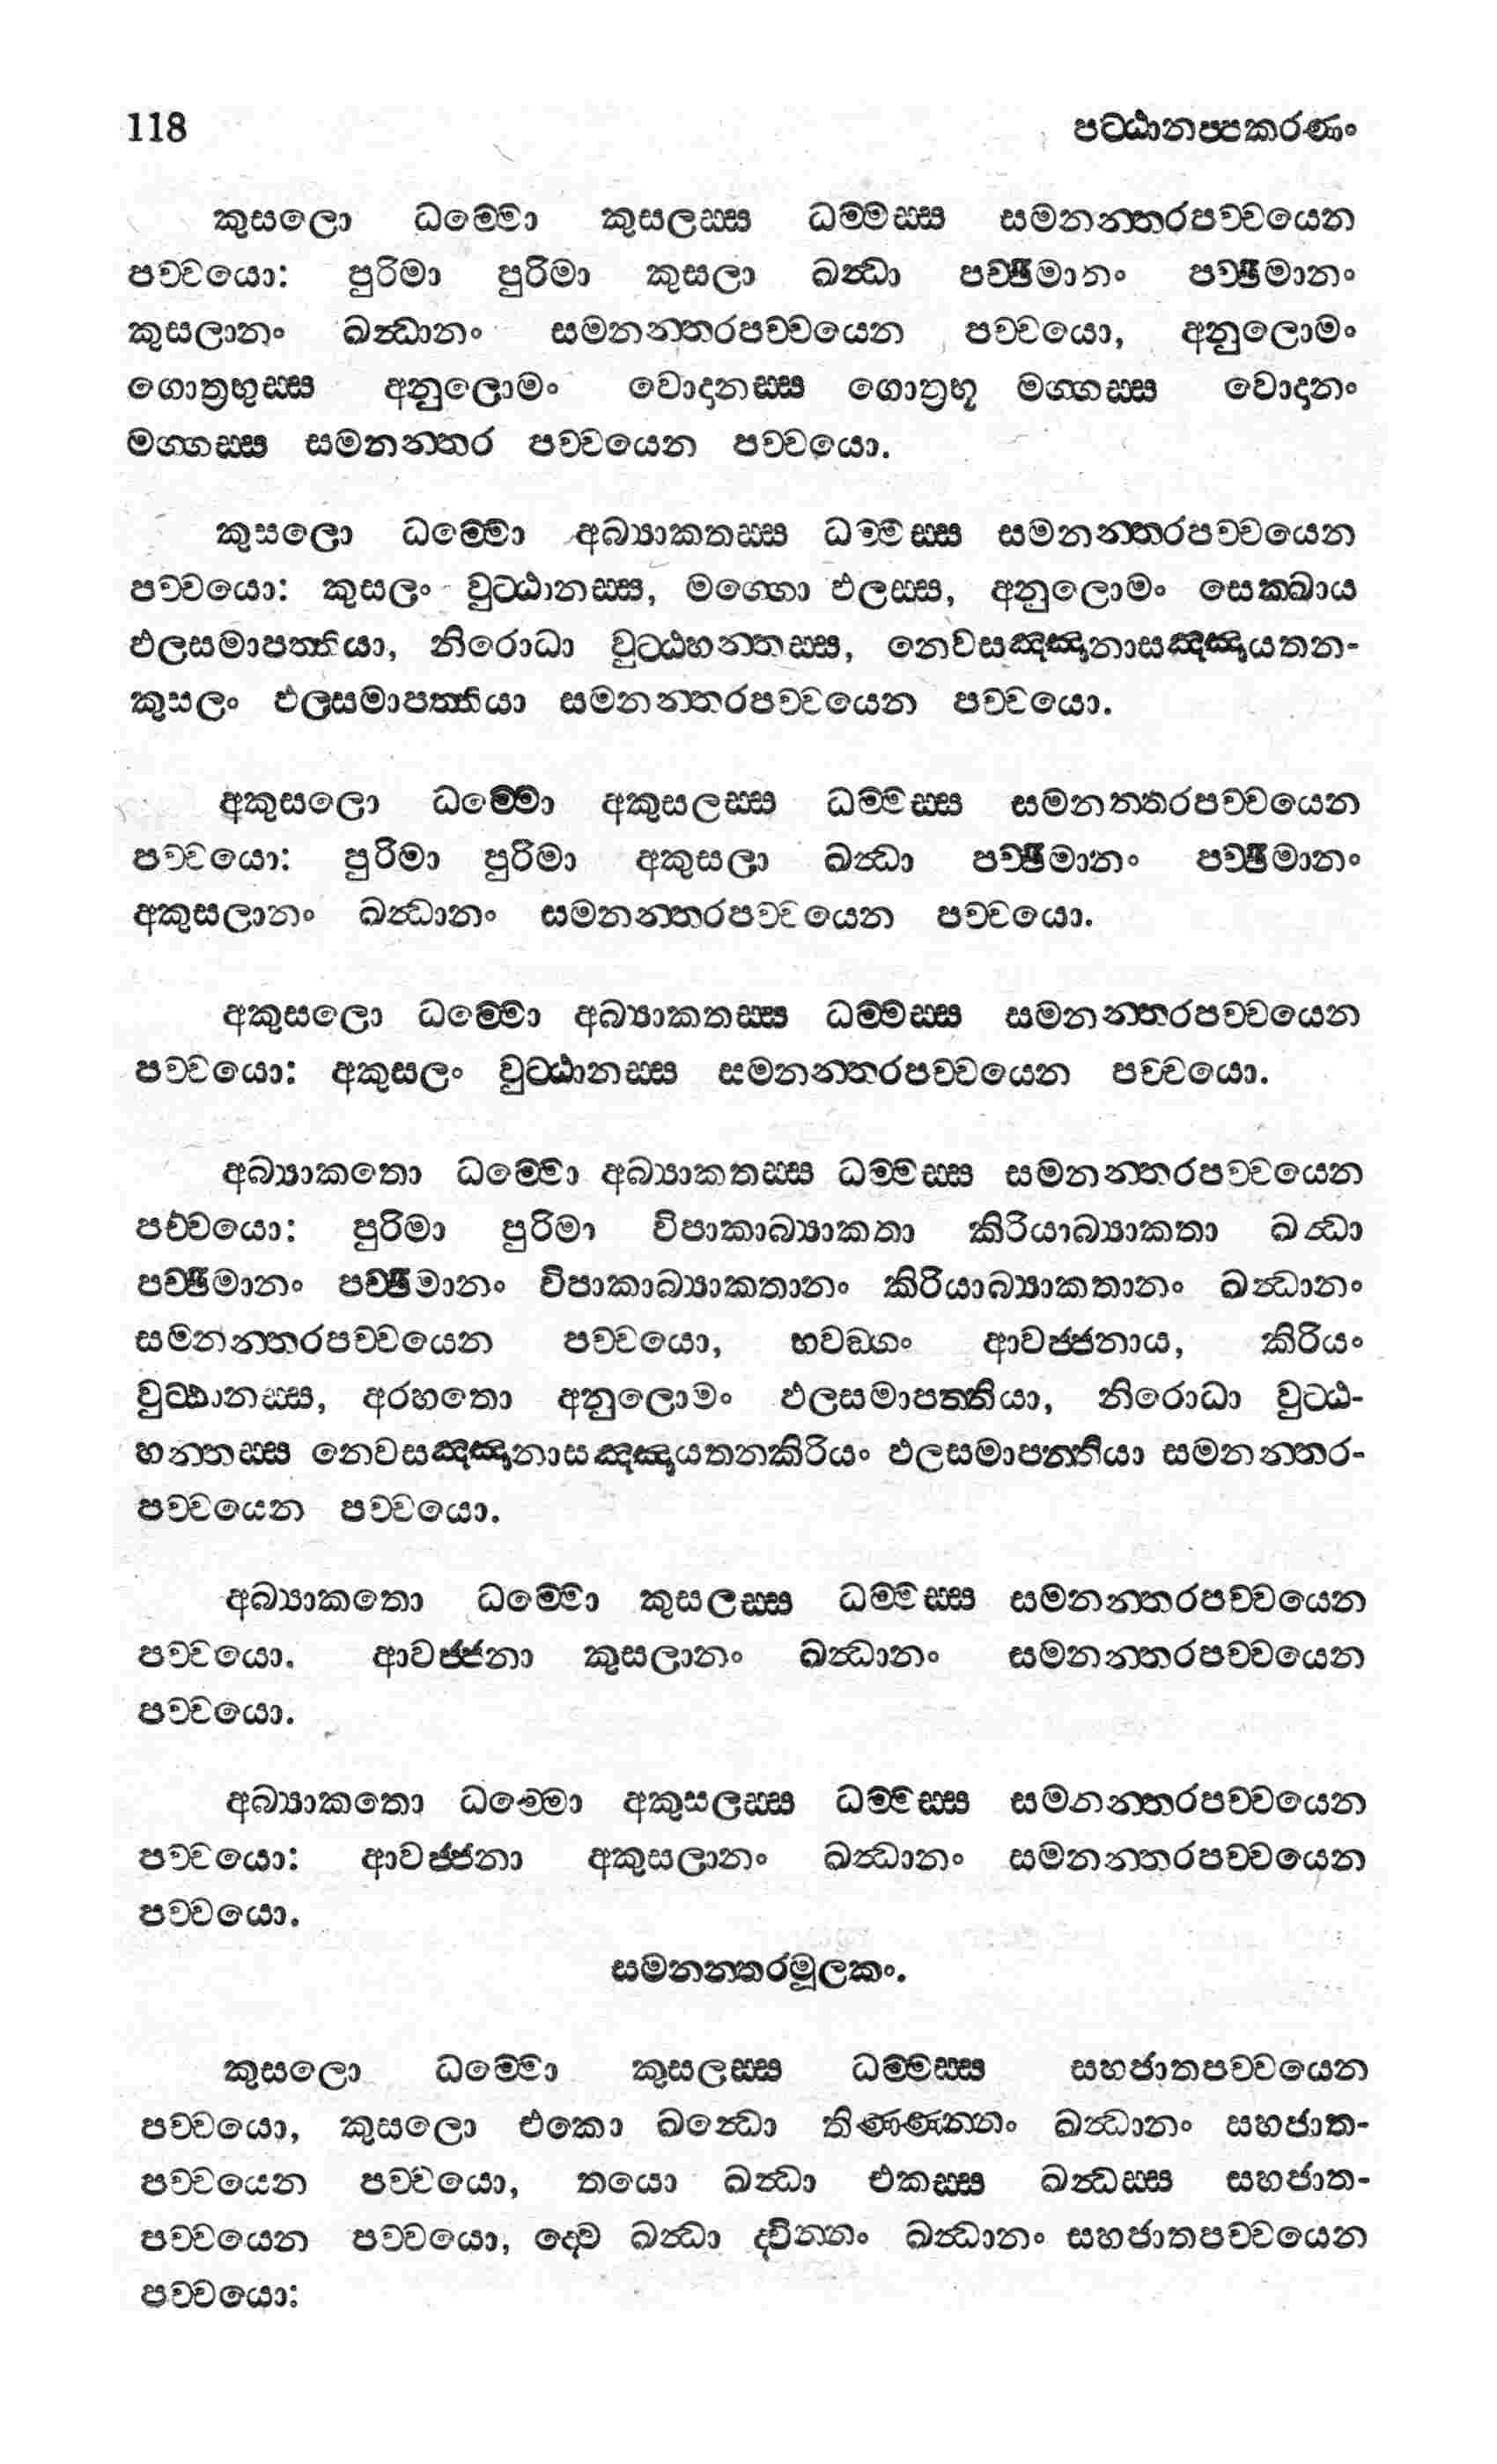 118 පට්ඨානප්පකරණං
කුසලො ධම්මො කුසලස්ස ධම්මස්ස සමනන්තරපච්චයෙන
පච්චයො: පුරිමා පුරිමා කුසලා ඛන්ධා පච්ඡිමානං පච්ඡිමානං
කුසලානං ඛන්ධානං සමනන්තරපච්චයෙන පච්චයො, අනුලොමං
ගොත්‍රභුස්ස අනුලොමං වොදානස්ස ගොත්‍රභූ මග්ගස්ස වොදානං
මග්ගස්ස සමනන්තර පච්චයෙන පච්චයො.
කුසලො ධම්මො අබ්‍යාකතස්ස ධම්මස්ස සමනන්තරපච්චයෙන
පච්චයො: කුසලං වුට්ඨානස්ස, මග්ගො ඵලස්ස, අනුලොමං සෙක්ඛාය
ඵලසමාපත්තියා, නිරොධා වුට්ඨහන්තස්ස, නෙවසඤ්ඤානාසඤ්ඤායතන-
කුසලං ඵලසමාපත්තියා සමනන්තරපච්චයෙන පච්චයො.
අකුසලො ධම්මො අකුසලස්ස ධම්මස්ස සමනන්තරපච්චයෙන
පච්චයො: පුරිමා පුරිමා අකුසලා ඛන්ධා පච්ඡිමානං පච්ඡිමානං
අකුසලානං ඛන්ධානං සමනන්තරපච්චයෙන පච්චයො.
අකුසලො ධම්මො අබ්‍යාකතස්ස ධම්මස්ස සමනන්තරපච්චයෙන
පච්චයො: අකුසලං වුට්ඨානස්ස සමනන්තරපච්චයෙන පච්චයො.
අබ්‍යාකතො ධම්මො අබ්‍යාකතස්ස ධම්මස්ස සමනන්තරපච්චයෙන
පච්චයො: පුරිමා පුරිමා විපාකාබ්‍යාකතා කිරියාබ්‍යාකතා ඛන්ධා
පච්ඡිමානං පච්ඡිමානං විපාකාබ්‍යාකතානං කිරියාබ්‍යාකතානං ඛන්ධානං
සමනන්තරපච්චයෙන පච්චයො, භවඞ්ගං ආවජ්ජනාය, කිරියං
වුට්ඨානස්ස, අරහතො අනුලොමං ඵලසමාපත්තියා, නිරොධා වුට්ඨ-
හන්තස්ස නෙවසඤ්ඤානාසඤ්ඤායතනකිරියං ඵලසමාපත්තියා සමනන්තර-
පච්චයෙන පච්චයො.
අබ්‍යාකතො ධම්මො කුසලස්ස ධම්මස්ස සමනන්තරපච්චයෙන
පච්චයො. ආවජ්ජනා කුසලානං ඛන්ධානං සමනන්තරපච්චයෙන
පච්චයො.
අබ්‍යාකතො ධම්මො අකුසලස්ස ධම්මස්ස සමනන්තරපච්චයෙන
පච්චයො: ආවජ්ජනා අකුසලානං ඛන්ධානං සමනන්තරපච්චයෙන
පච්චයො.
සමනන්තරමූලකං.
කුසලො ධම්මො කුසලස්ස ධම්මස්ස සහජාතපච්චයෙන
පච්චයො, කුසලො එකො ඛන්ධො තිණ්ණන්නං ඛන්ධානං සහජාත-
පච්චයෙන පච්චයො, තයො ඛන්ධා එකස්ස ඛන්ධස්ස සහජාත-
පච්චයෙන පච්චයො, ද්වෙ ඛන්ධා ද්වින්නං ඛන්ධානං සහජාතපච්චයෙන
පච්චයො: